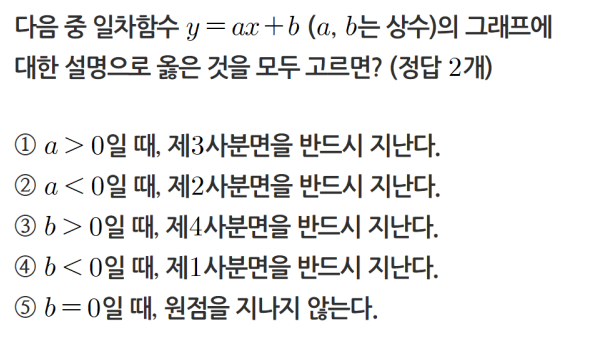 다음 중 일차함수 y=ax+b (a, b는 상수)의 그래프에
대한 설명으로 옳은 것을 모두 고르면? (정답 2개)
① a>0일 때, 제3사분면을 반드시 지난다.
② a<0일 때, 제2사분면을 반드시 지난다.
③ b>0일 때, 제4사분면을 반드시 지난다.
④ b<0일 때, 제1사분면을 반드시 지난다.
⑤ b=0일 때, 원점을 지나지 않는다.